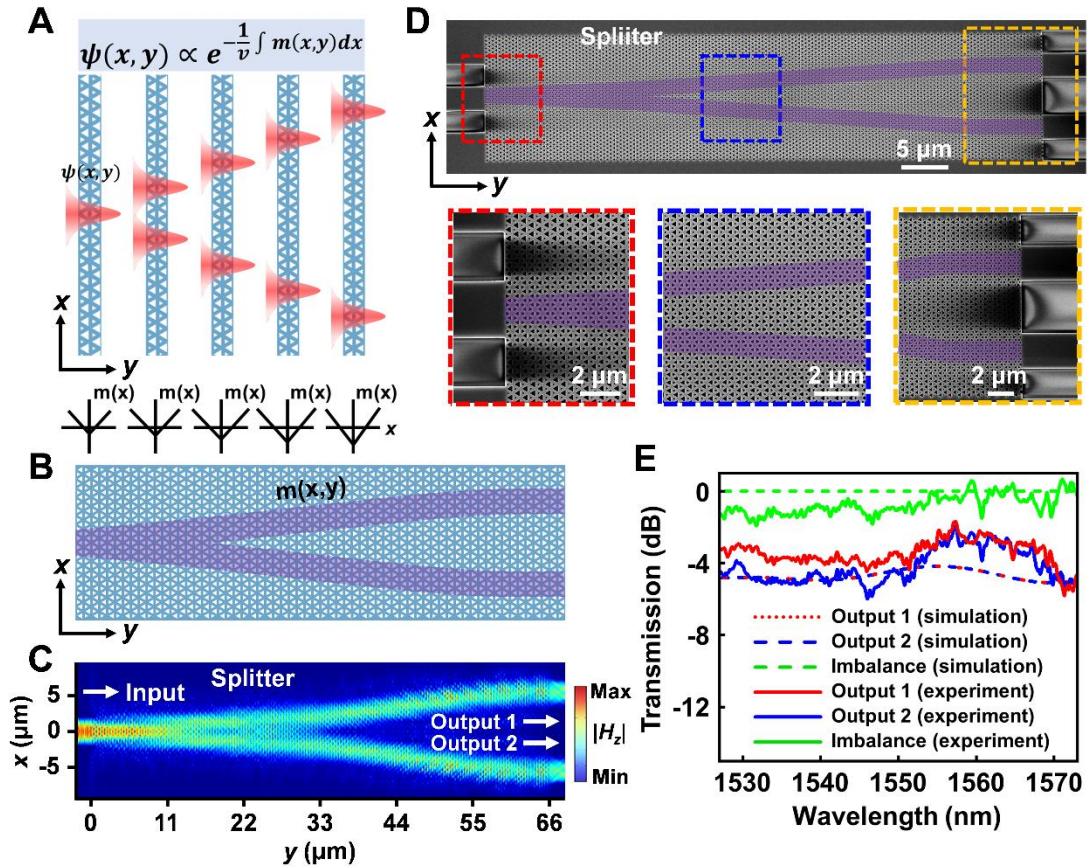 A
ψ(x, y) ∝ e^{-\frac{1}{v}∫ m(x,y)dx}
ψ(x,y)
x
y
m(x) m(x) m(x) m(x) m(x)
x
B
m(x,y)
x
y
C
Splitter
Input
Output 1
Output 2
x (μm)
5
0
-5
0 11 22 33 44 55 66
y (μm)
Max
|Hz|
Min
D
Spliiter
x
y
5 μm
2 μm
2 μm
2 μm
E
Transmission (dB)
0
-4
-8
-12
Output 1 (simulation)
Output 2 (simulation)
Imbalance (simulation)
Output 1 (experiment)
Output 2 (experiment)
Imbalance (experiment)
1530 1540 1550 1560 1570
Wavelength (nm)